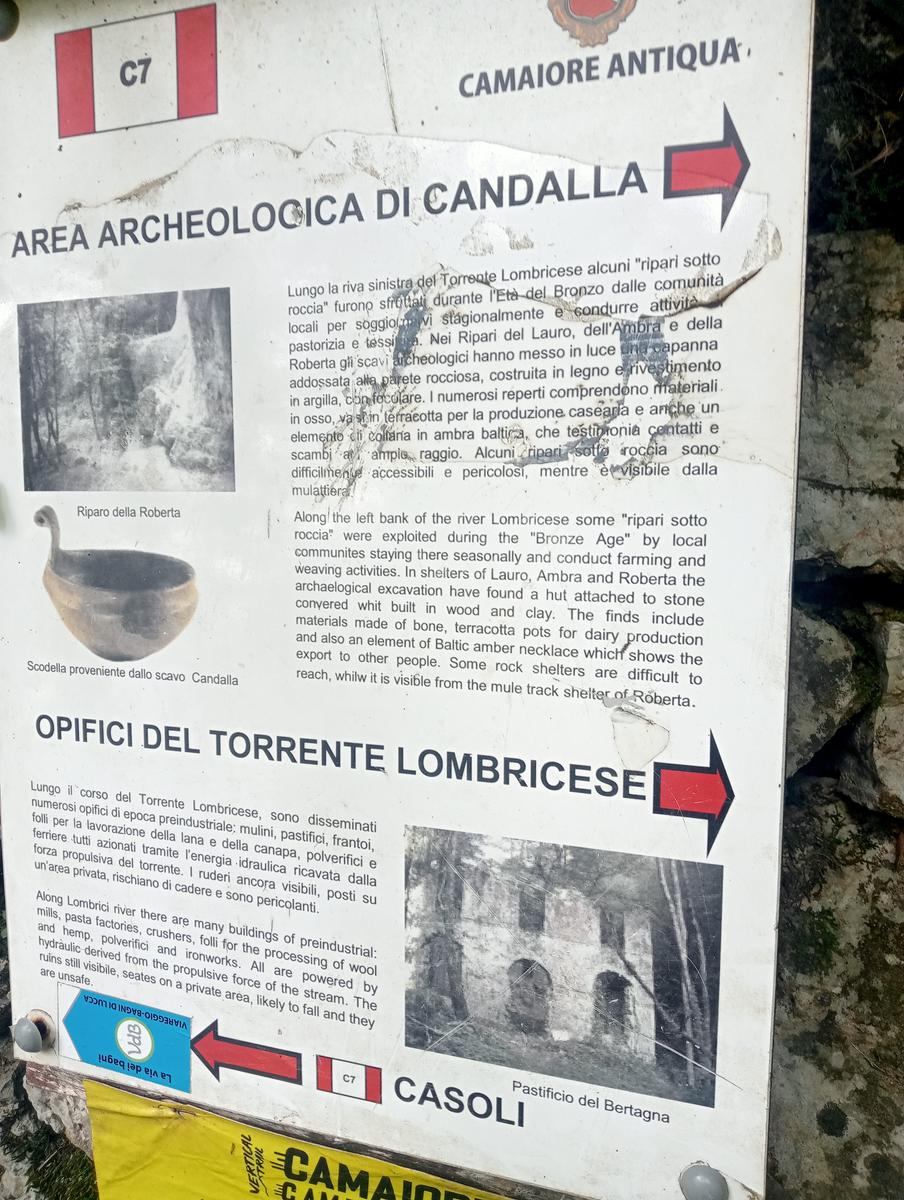 C7
CAMAIORE ANTIQUA
AREA ARCHEOLOGICA DI CANDALLA
Lungo la riva sinistra del Torrente Lombricese alcuni "ripari sotto
roccia" furono sfruttati durante l'Età del Bronzo dalle comunità
locali per soggiornarvi stagionalmente e condurre attività
pastorizia e tessitura. Nei Ripari del Lauro, dell'Ambra e della
Roberta gli scavi archeologici hanno messo in luce una capanna
addossata alla parete rocciosa, costruita in legno e rivestimento
in argilla, con focolare. I numerosi reperti comprendono materiali
in osso, vasi in terracotta per la produzione casearia e anche un
elemento di collana in ambra baltica, che testimonia contatti e
scambi ampio raggio. Alcuni ripari sotto roccia sono
difficilmente accessibili e pericolosi, mentre è visibile dalla
mulattiera
Riparo della Roberta
Along the left bank of the river Lombricese some "ripari sotto
roccia" were exploited during the "Bronze Age" by local
communites staying there seasonally and conduct farming and
weaving activities. In shelters of Lauro, Ambra and Roberta the
archaelogical excavation have found a hut attached to stone
convered whit built in wood and clay. The finds include
materials made of bone, terracotta pots for dairy production
and also an element of Baltic amber necklace which shows the
export to other people. Some rock shelters are difficult to
reach, whilw it is visible from the mule track shelter of Roberta.
Scodella proveniente dallo scavo Candalla
OPIFICI DEL TORRENTE LOMBRICESE
Lungo il corso del Torrente Lombricese, sono disseminati
numerosi opifici di epoca preindustriale; mulini, pastifici, frantoi,
folli per la lavorazione della lana e della canapa, polverifici e
ferriere tutti azionati tramite l'energia idraulica ricavata dalla
forza propulsiva del torrente. I ruderi ancora visibili, posti su
un'area privata, rischiano di cadere e sono pericolanti.
Along Lombrici river there are many buildings of preindustrial:
mills, pasta factories, crushers, folli for the processing of wool
and hemp, polverifici and ironworks. All are powered by
hydraulic derived from the propulsive force of the stream. The
ruins still visible, seates on a private area, likely to fall and they
are unsafe.
Pastificio del Bertagna
La via dei bagni
VdB
VIAREGGIO-BAGNI DI LUCCA
C7
CASOLI
VERTICAL
CAMAIORE